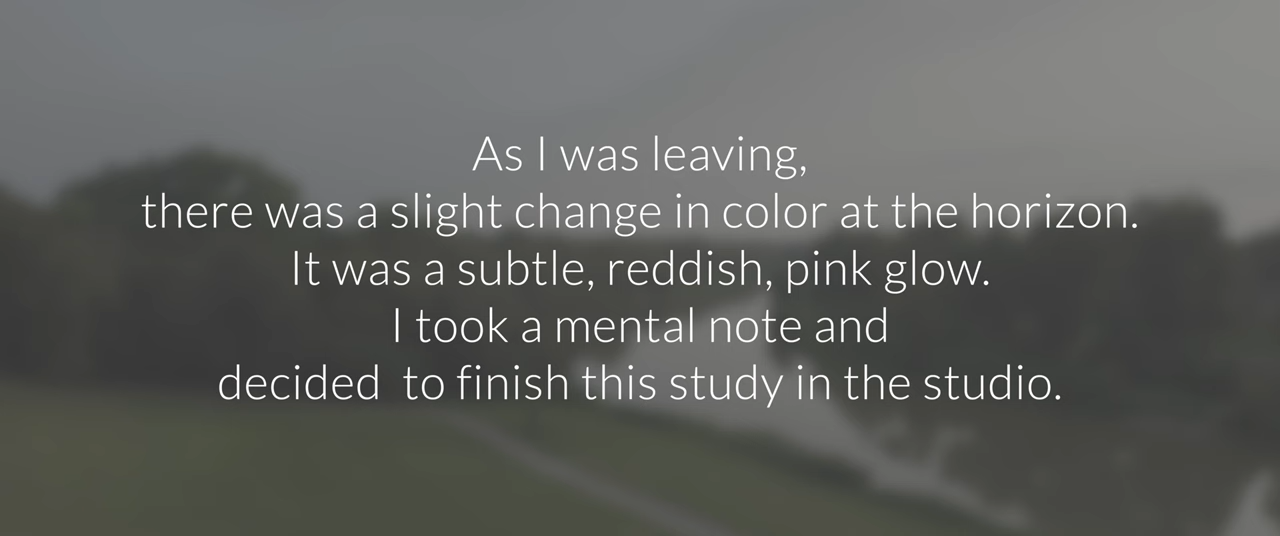 As I was leaving,
there was a slight change in color at the horizon.
It was a subtle, reddish, pink glow.
I took a mental note and
decided  to finish this study in the studio.